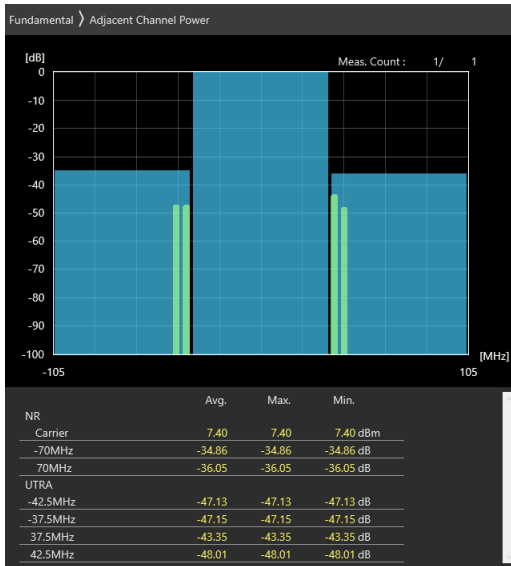 Fundamental 〉 Adjacent Channel Power
[dB]
Meas. Count : 1/ 1
0
-10
-20
-30
-40
-50
-60
-70
-80
-90
-100
[MHz]
-105 105
Avg. Max. Min.
NR
Carrier 7.40 7.40 7.40 dBm
-70MHz -34.86 -34.86 -34.86 dB
70MHz -36.05 -36.05 -36.05 dB
UTRA
-42.5MHz -47.13 -47.13 -47.13 dB
-37.5MHz -47.15 -47.15 -47.15 dB
37.5MHz -43.35 -43.35 -43.35 dB
42.5MHz -48.01 -48.01 -48.01 dB